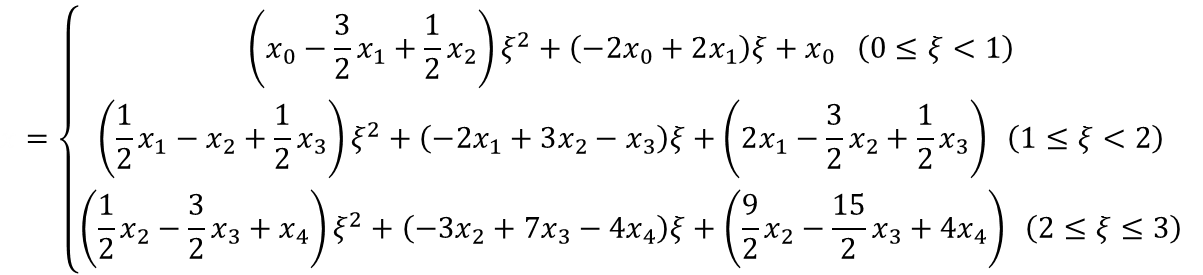 (x₀ − 3/2 x₁ + 1/2 x₂) ξ² + (−2x₀ + 2x₁)ξ + x₀ (0 ≤ ξ < 1)
= { (1/2 x₁ − x₂ + 1/2 x₃) ξ² + (−2x₁ + 3x₂ − x₃)ξ + (2x₁ − 3/2 x₂ + 1/2 x₃) (1 ≤ ξ < 2)
(1/2 x₂ − 3/2 x₃ + x₄) ξ² + (−3x₂ + 7x₃ − 4x₄)ξ + (9/2 x₂ − 15/2 x₃ + 4x₄) (2 ≤ ξ ≤ 3)